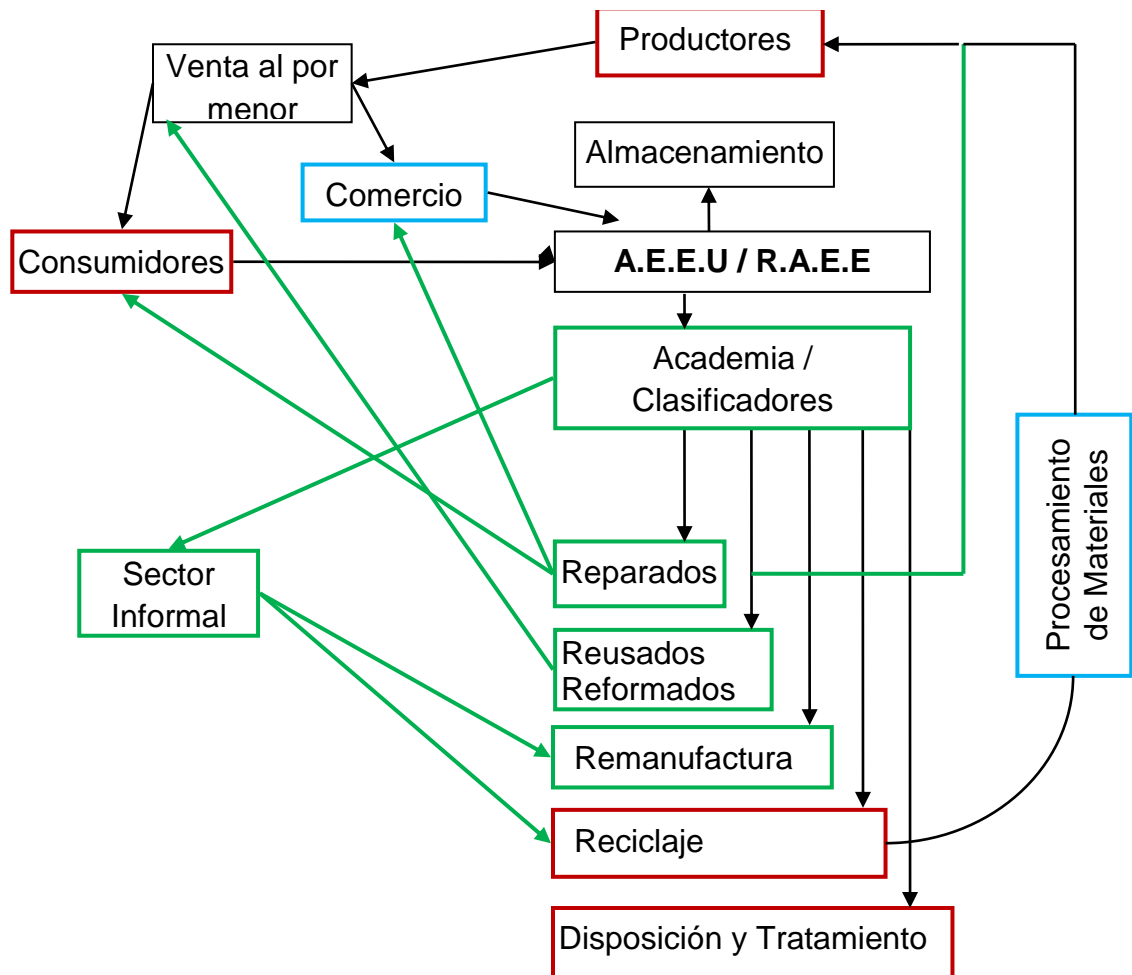 Productores
Venta al por
menor
Almacenamiento
Comercio
Consumidores
A.E.E.U / R.A.E.E
Academia /
Clasificadores
Procesamiento
de Materiales
Reparados
Sector
Informal
Reusados
Reformados
Remanufactura
Reciclaje
Disposición y Tratamiento